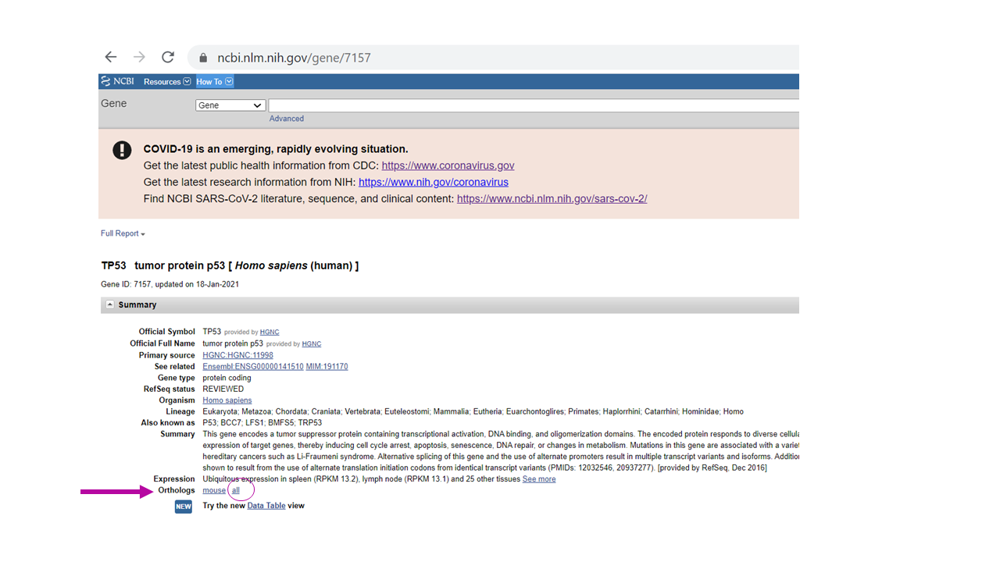 ncbi.nlm.nih.gov/gene/7157
NCBI Resources How To
Gene Gene
Advanced
COVID-19 is an emerging, rapidly evolving situation.
Get the latest public health information from CDC: https://www.coronavirus.gov
Get the latest research information from NIH: https://www.nih.gov/coronavirus
Find NCBI SARS-CoV-2 literature, sequence, and clinical content: https://www.ncbi.nlm.nih.gov/sars-cov-2/
Full Report
TP53 tumor protein p53 [ Homo sapiens (human) ]
Gene ID: 7157, updated on 18-Jan-2021
Summary
Official Symbol TP53 provided by HGNC
Official Full Name tumor protein p53 provided by HGNC
Primary source HGNC:HGNC:11998
See related Ensembl:ENSG00000141510 MIM:191170
Gene type protein coding
RefSeq status REVIEWED
Organism Homo sapiens
Lineage Eukaryota; Metazoa; Chordata; Craniata; Vertebrata; Euteleostomi; Mammalia; Eutheria; Euarchontoglires; Primates; Haplorrhini; Catarrhini; Hominidae; Homo
Also known as P53; BCC7; LFS1; BMFS5; TRP53
Summary This gene encodes a tumor suppressor protein containing transcriptional activation, DNA binding, and oligomerization domains. The encoded protein responds to diverse cellula
expression of target genes, thereby inducing cell cycle arrest, apoptosis, senescence, DNA repair, or changes in metabolism. Mutations in this gene are associated with a variet
hereditary cancers such as Li-Fraumeni syndrome. Alternative splicing of this gene and the use of alternate promoters result in multiple transcript variants and isoforms. Addition
shown to result from the use of alternate translation initiation codons from identical transcript variants (PMIDs: 12032546, 20937277). [provided by RefSeq, Dec 2016]
Expression Ubiquitous expression in spleen (RPKM 13.2), lymph node (RPKM 13.1) and 25 other tissues See more
Orthologs mouse all
NEW Try the new Data Table view